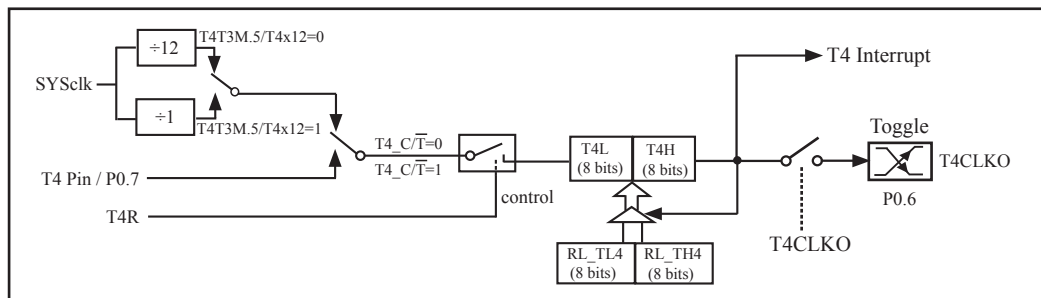 T4T3M.5/T4x12=0
÷12
SYSclk
÷1
T4T3M.5/T4x12=1
T4 Pin / P0.7
T4R
T4_C/T̅=0
T4_C/T̅=1
control
T4L
(8 bits)
T4H
(8 bits)
RL_TL4
(8 bits)
RL_TH4
(8 bits)
T4 Interrupt
Toggle
T4CLKO
P0.6
T4CLKO